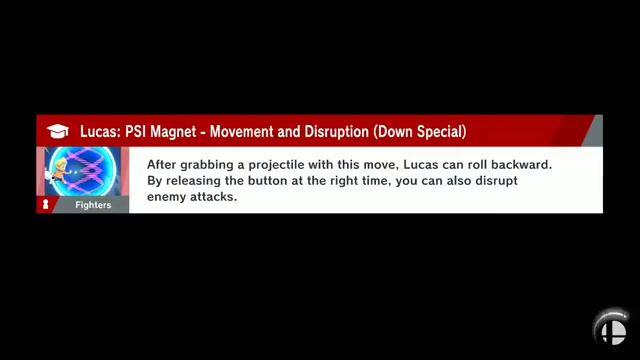 Lucas: PSI Magnet - Movement and Disruption (Down Special)
After grabbing a projectile with this move, Lucas can roll backward.
By releasing the button at the right time, you can also disrupt
enemy attacks.
Fighters